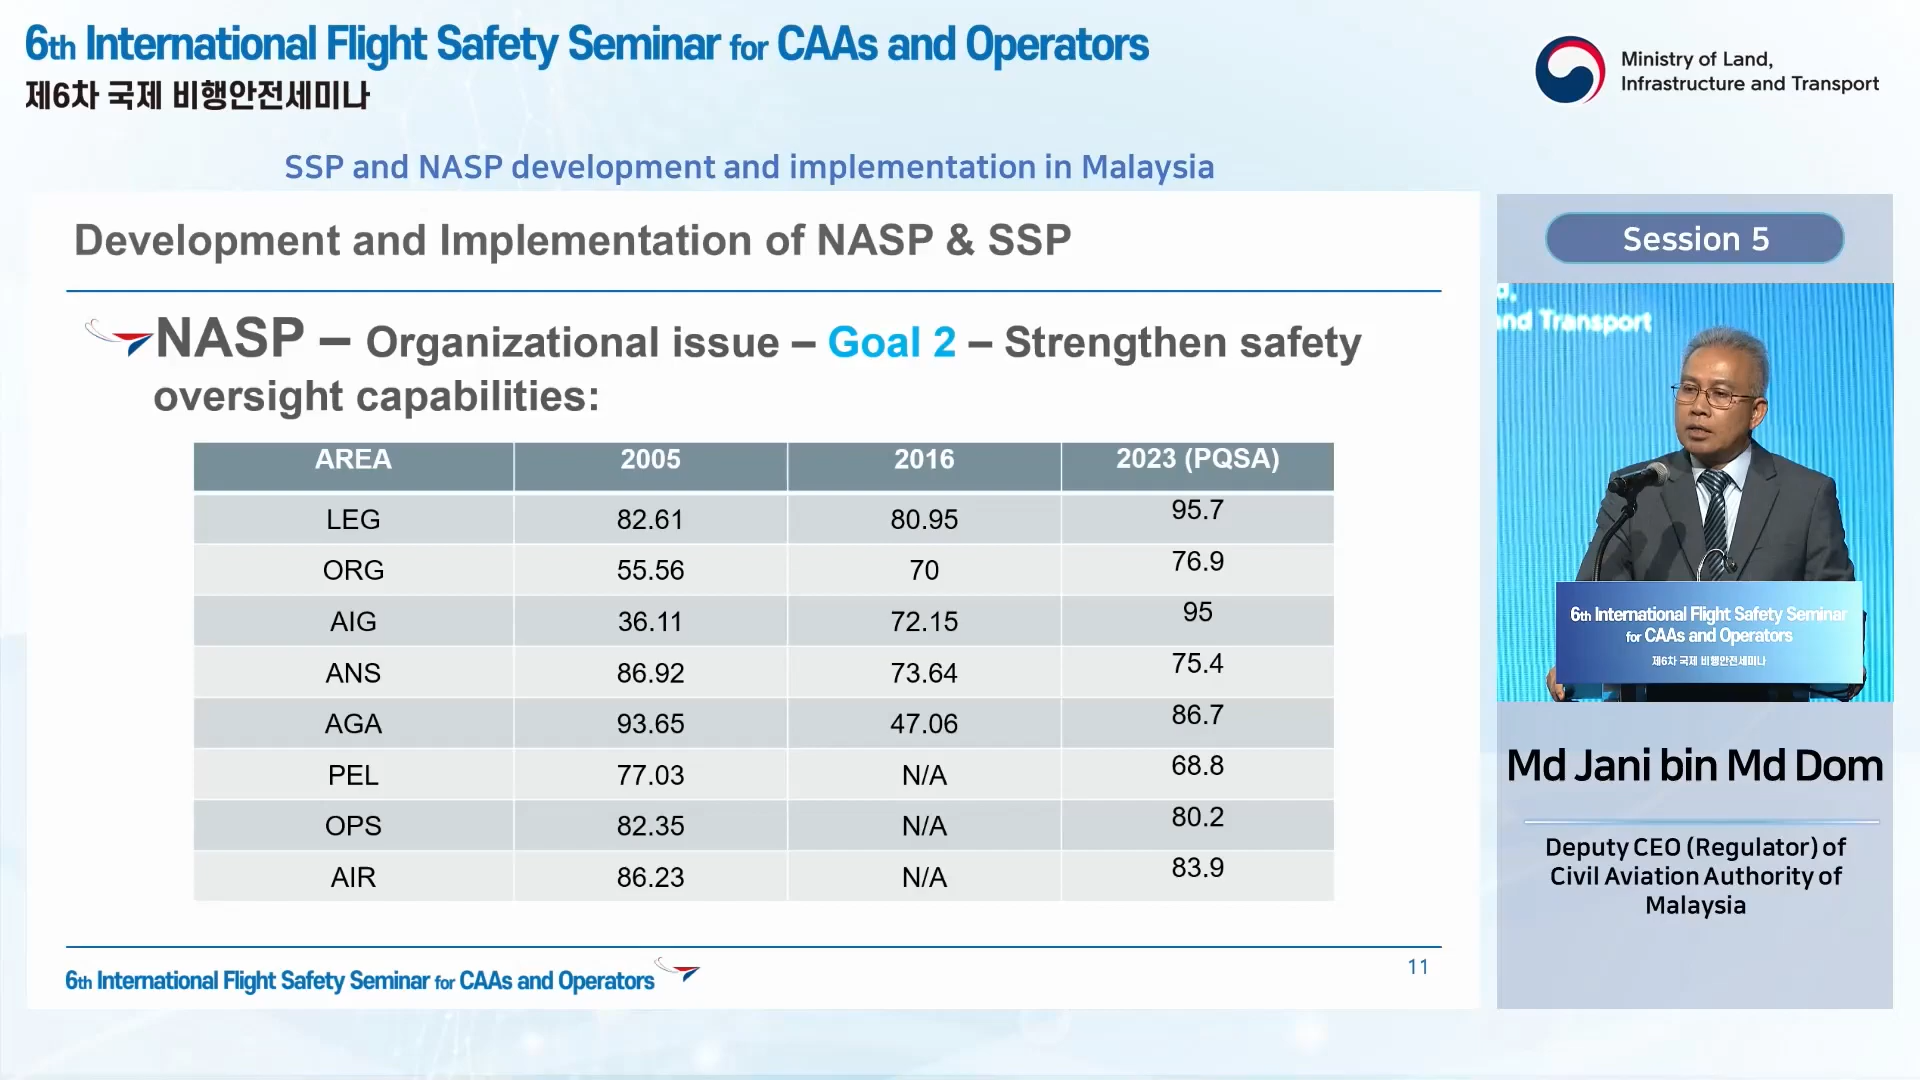 6th International Flight Safety Seminar for CAAs and Operators
제6차 국제 비행안전세미나
Ministry of Land,
Infrastructure and Transport
SSP and NASP development and implementation in Malaysia
Development and Implementation of NASP & SSP
NASP – Organizational issue – Goal 2 – Strengthen safety
oversight capabilities:
AREA 2005 2016 2023 (PQSA)
LEG 82.61 80.95 95.7
ORG 55.56 70 76.9
AIG 36.11 72.15 95
ANS 86.92 73.64 75.4
AGA 93.65 47.06 86.7
PEL 77.03 N/A 68.8
OPS 82.35 N/A 80.2
AIR 86.23 N/A 83.9
6th International Flight Safety Seminar for CAAs and Operators
11
Session 5
and Transport
6th International Flight Safety Seminar
for CAAs and Operators
제6차 국제 비행안전세미나
Md Jani bin Md Dom
Deputy CEO (Regulator) of
Civil Aviation Authority of
Malaysia